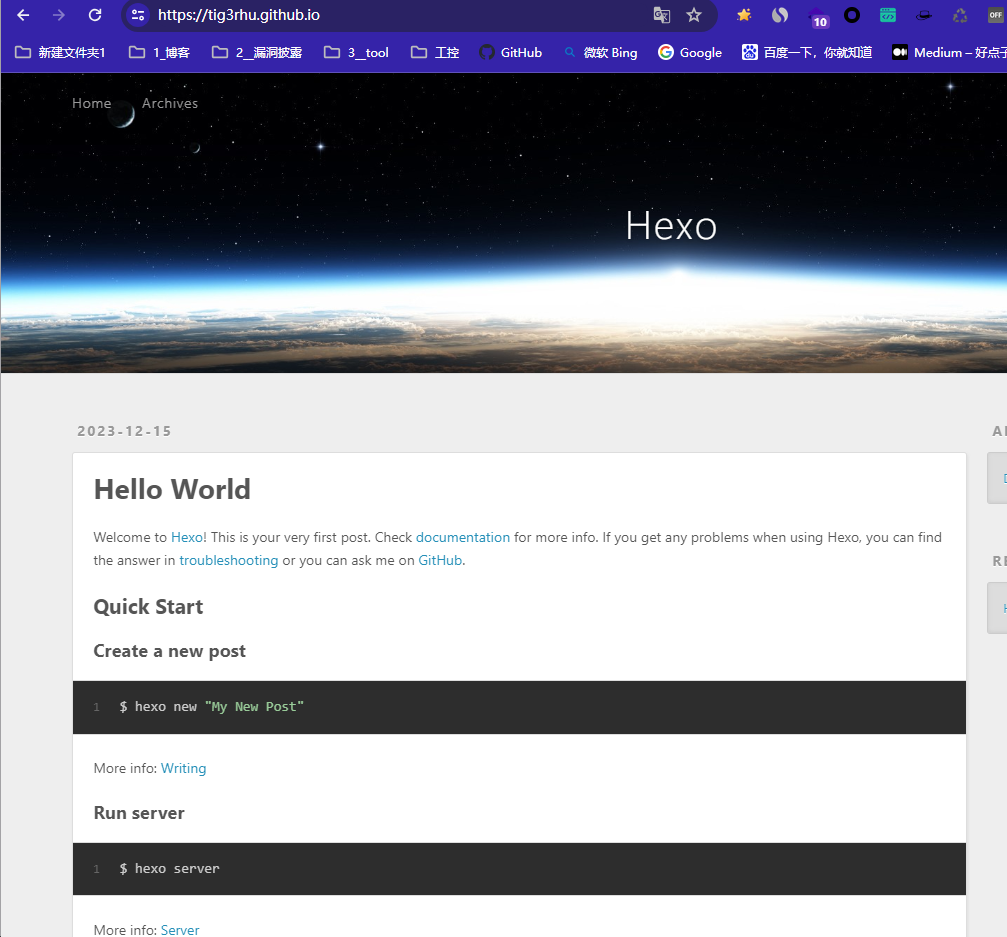 https://tig3rhu.github.io
10
OFF
新建文件夹1 1_博客 2__漏洞披露 3__tool 工控 GitHub 微软 Bing Google 百度一下，你就知道 Medium – 好点子
Home Archives
Hexo
2023-12-15
Hello World
Welcome to Hexo! This is your very first post. Check documentation for more info. If you get any problems when using Hexo, you can find
the answer in troubleshooting or you can ask me on GitHub.
Quick Start
Create a new post
1 $ hexo new "My New Post"
More info: Writing
Run server
1 $ hexo server
More info: Server